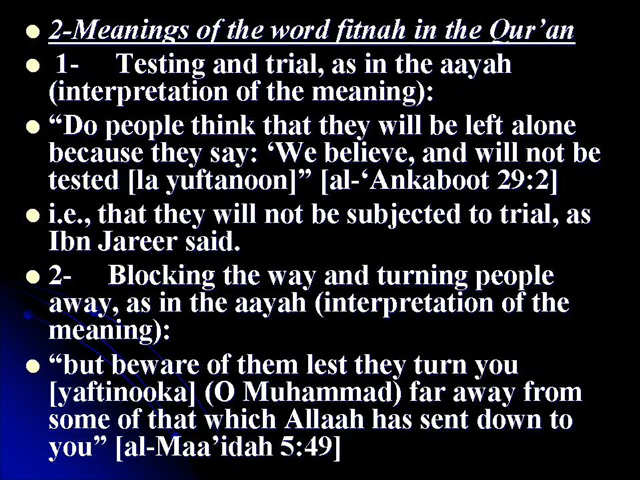 2-Meanings of the word fitnah in the Qur’an
1- Testing and trial, as in the aayah
(interpretation of the meaning):
“Do people think that they will be left alone
because they say: ‘We believe, and will not be
tested [la yuftanoon]” [al-‘Ankaboot 29:2]
i.e., that they will not be subjected to trial, as
Ibn Jareer said.
2- Blocking the way and turning people
away, as in the aayah (interpretation of the
meaning):
“but beware of them lest they turn you
[yaftinooka] (O Muhammad) far away from
some of that which Allaah has sent down to
you” [al-Maa’idah 5:49]